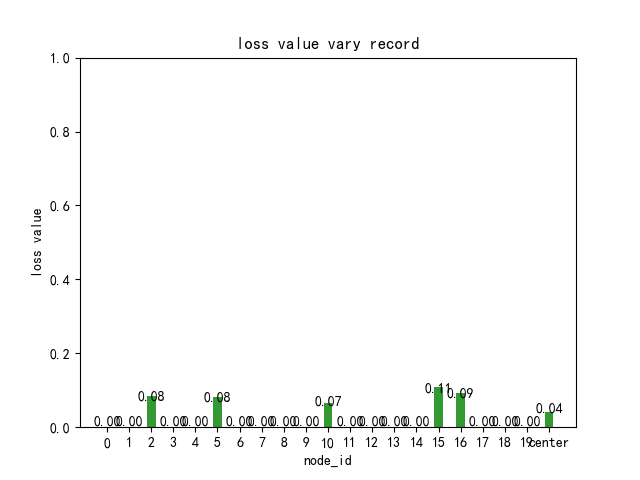 loss value vary record
1.0
0.8
0.6
0.4
0.2
0.0
loss value
0.00 0.00 0.08 0.00 0.00 0.08 0.00 0.00 0.00 0.00 0.07 0.00 0.00 0.00 0.00 0.11 0.09 0.00 0.00 0.00 0.04
0 1 2 3 4 5 6 7 8 9 10 11 12 13 14 15 16 17 18 19 center
node_id